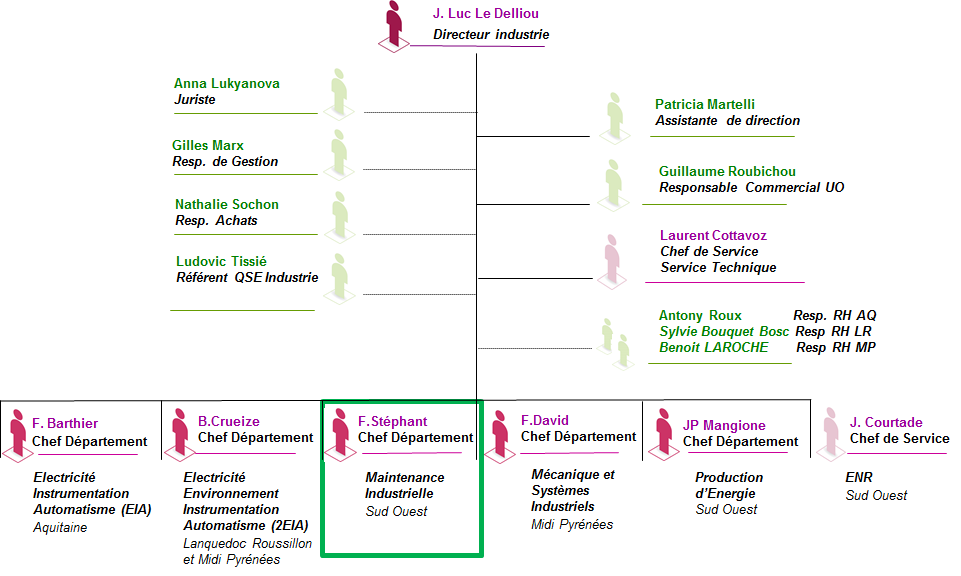 J. Luc Le Delliou
Directeur industrie
Anna Lukyanova
Juriste
Gilles Marx
Resp. de Gestion
Nathalie Sochon
Resp. Achats
Ludovic Tissié
Référent QSE Industrie
Patricia Martelli
Assistante de direction
Guillaume Roubichou
Responsable Commercial UO
Laurent Cottavoz
Chef de Service
Service Technique
Antony Roux Resp. RH AQ
Sylvie Bouquet Bosc Resp RH LR
Benoit LAROCHE Resp RH MP
F. Barthier
Chef Département
Electricité
Instrumentation
Automatisme (EIA)
Aquitaine
B.Crueize
Chef Département
Electricité
Environnement
Instrumentation
Automatisme (2EIA)
Lanquedoc Roussillon
et Midi Pyrénées
F.Stéphant
Chef Département
Maintenance
Industrielle
Sud Ouest
F.David
Chef Département
Mécanique et
Systèmes
Industriels
Midi Pyrénées
JP Mangione
Chef Département
Production
d'Energie
Sud Ouest
J. Courtade
Chef de Service
ENR
Sud Ouest